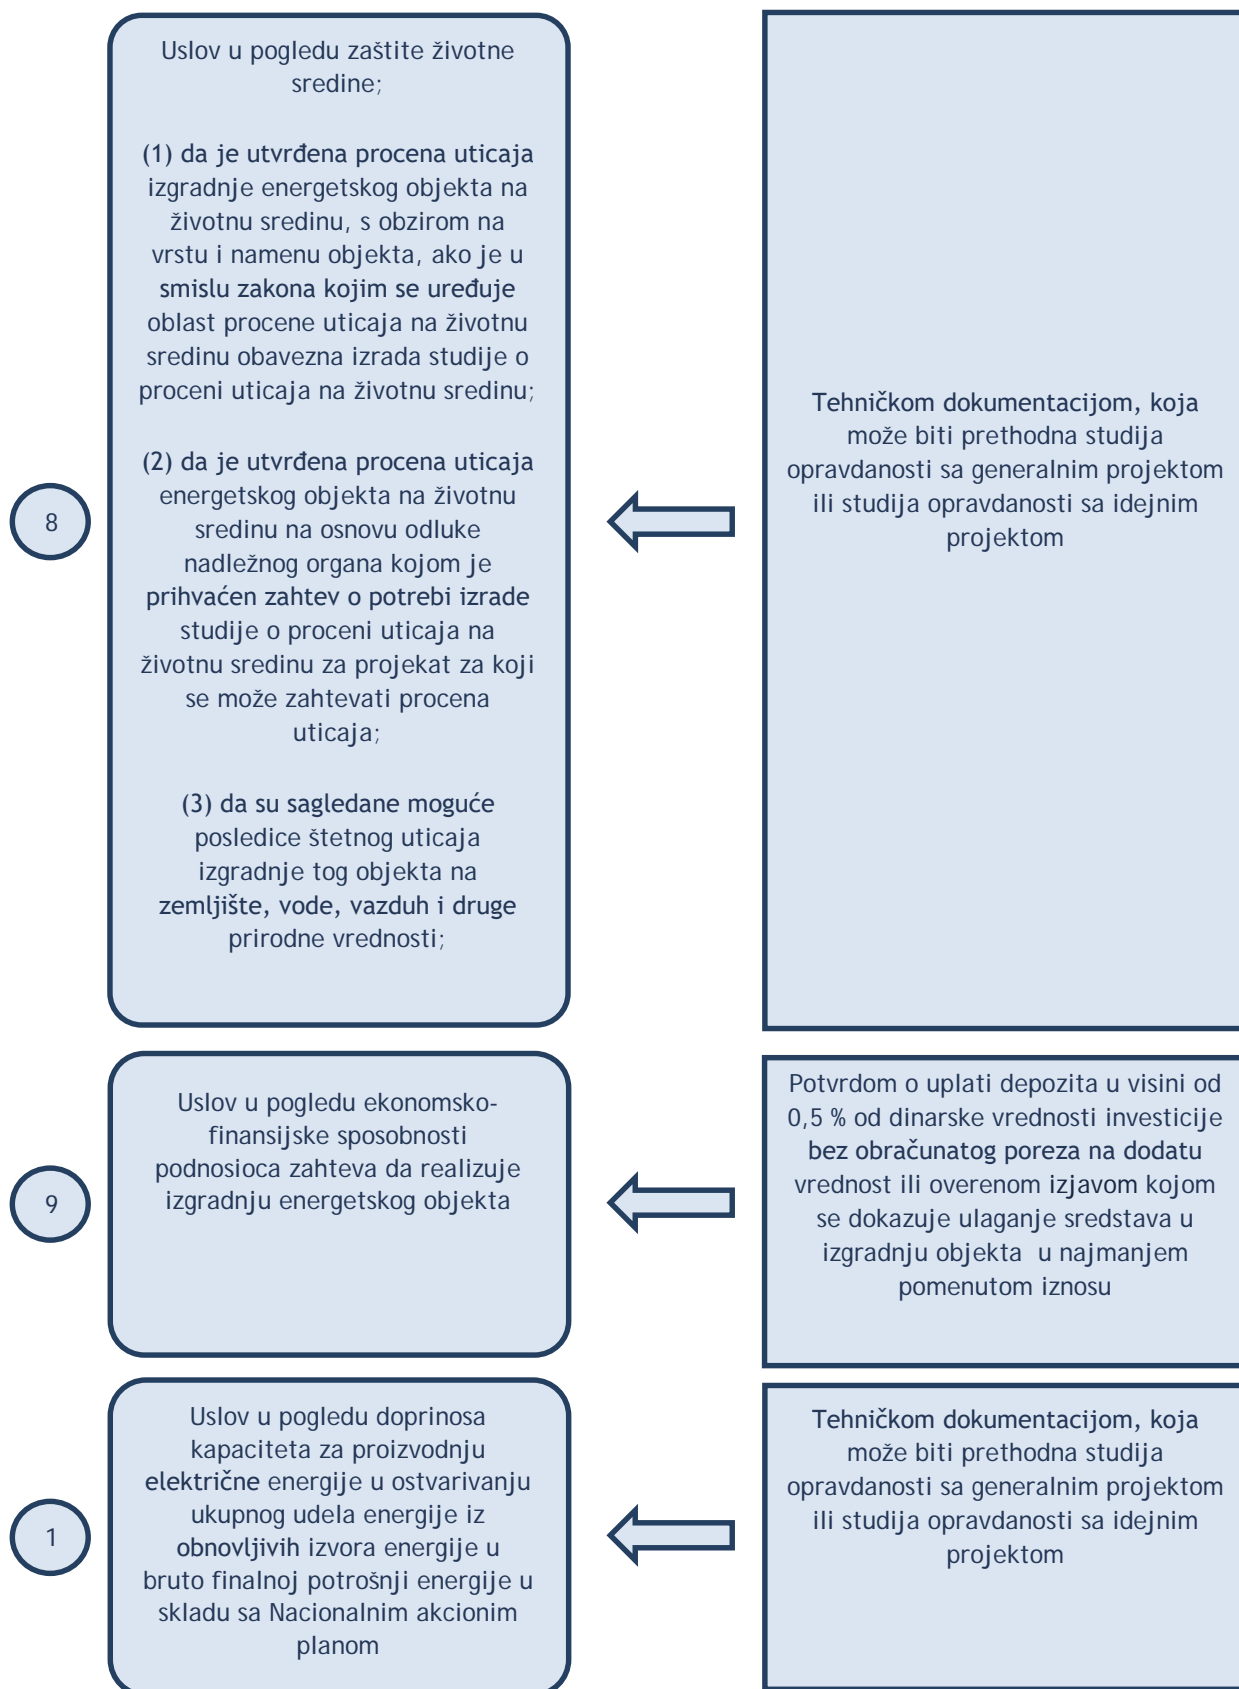 8
Uslov u pogledu zaštite životne
sredine;
(1) da je utvrđena procena uticaja
izgradnje energetskog objekta na
životnu sredinu, s obzirom na
vrstu i namenu objekta, ako je u
smislu zakona kojim se uređuje
oblast procene uticaja na životnu
sredinu obavezna izrada studije o
proceni uticaja na životnu sredinu;
(2) da je utvrđena procena uticaja
energetskog objekta na životnu
sredinu na osnovu odluke
nadležnog organa kojom je
prihvaćen zahtev o potrebi izrade
studije o proceni uticaja na
životnu sredinu za projekat za koji
se može zahtevati procena
uticaja;
(3) da su sagledane moguće
posledice štetnog uticaja
izgradnje tog objekta na
zemljište, vode, vazduh i druge
prirodne vrednosti;
Tehničkom dokumentacijom, koja
može biti prethodna studija
opravdanosti sa generalnim projektom
ili studija opravdanosti sa idejnim
projektom
9
Uslov u pogledu ekonomsko-
finansijske sposobnosti
podnosioca zahteva da realizuje
izgradnju energetskog objekta
Potvrdom o uplati depozita u visini od
0,5 % od dinarske vrednosti investicije
bez obračunatog poreza na dodatu
vrednost ili overenom izjavom kojom
se dokazuje ulaganje sredstava u
izgradnju objekta  u najmanjem
pomenutom iznosu
1
Uslov u pogledu doprinosa
kapaciteta za proizvodnju
električne energije u ostvarivanju
ukupnog udela energije iz
obnovljivih izvora energije u
bruto finalnoj potrošnji energije u
skladu sa Nacionalnim akcionim
planom
Tehničkom dokumentacijom, koja
može biti prethodna studija
opravdanosti sa generalnim projektom
ili studija opravdanosti sa idejnim
projektom